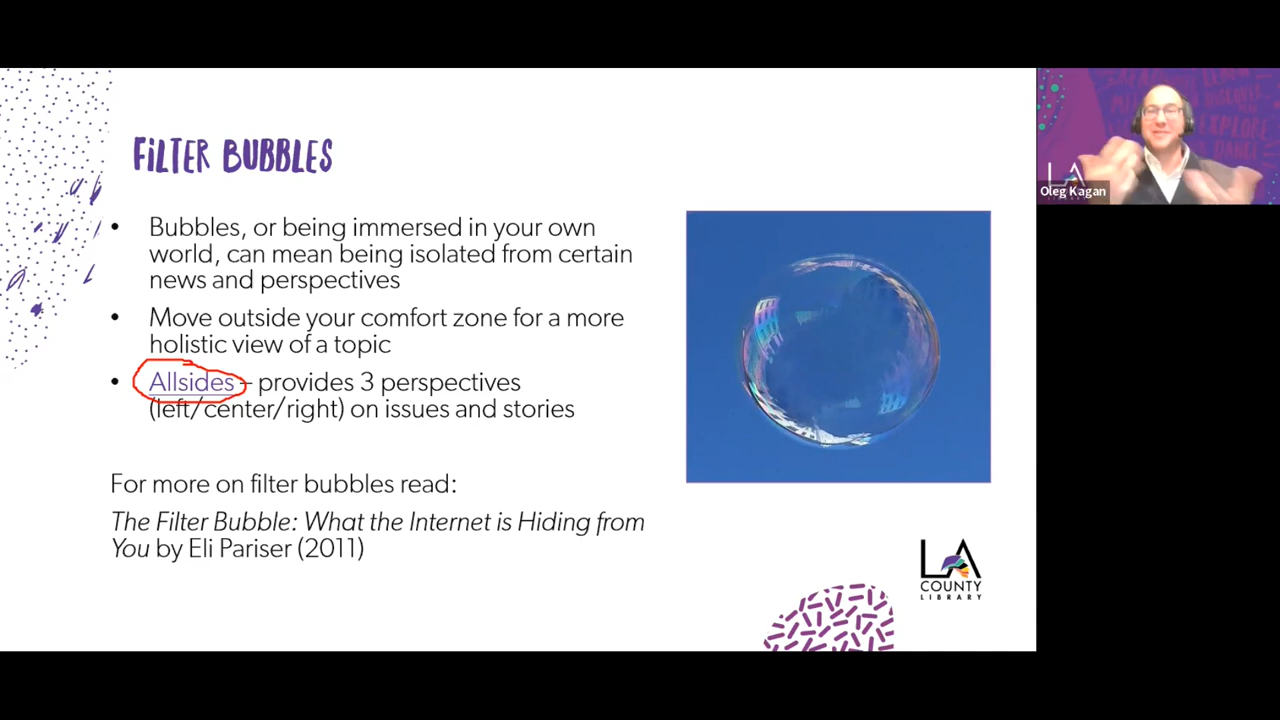 FILTER BUBBLES
• Bubbles, or being immersed in your own
world, can mean being isolated from certain
news and perspectives
• Move outside your comfort zone for a more
holistic view of a topic
• Allsides – provides 3 perspectives
(left/center/right) on issues and stories
For more on filter bubbles read:
The Filter Bubble: What the Internet is Hiding from
You by Eli Pariser (2011)
LA
COUNTY
LIBRARY
EXPLORE
DANCE
LA
Oleg Kagan